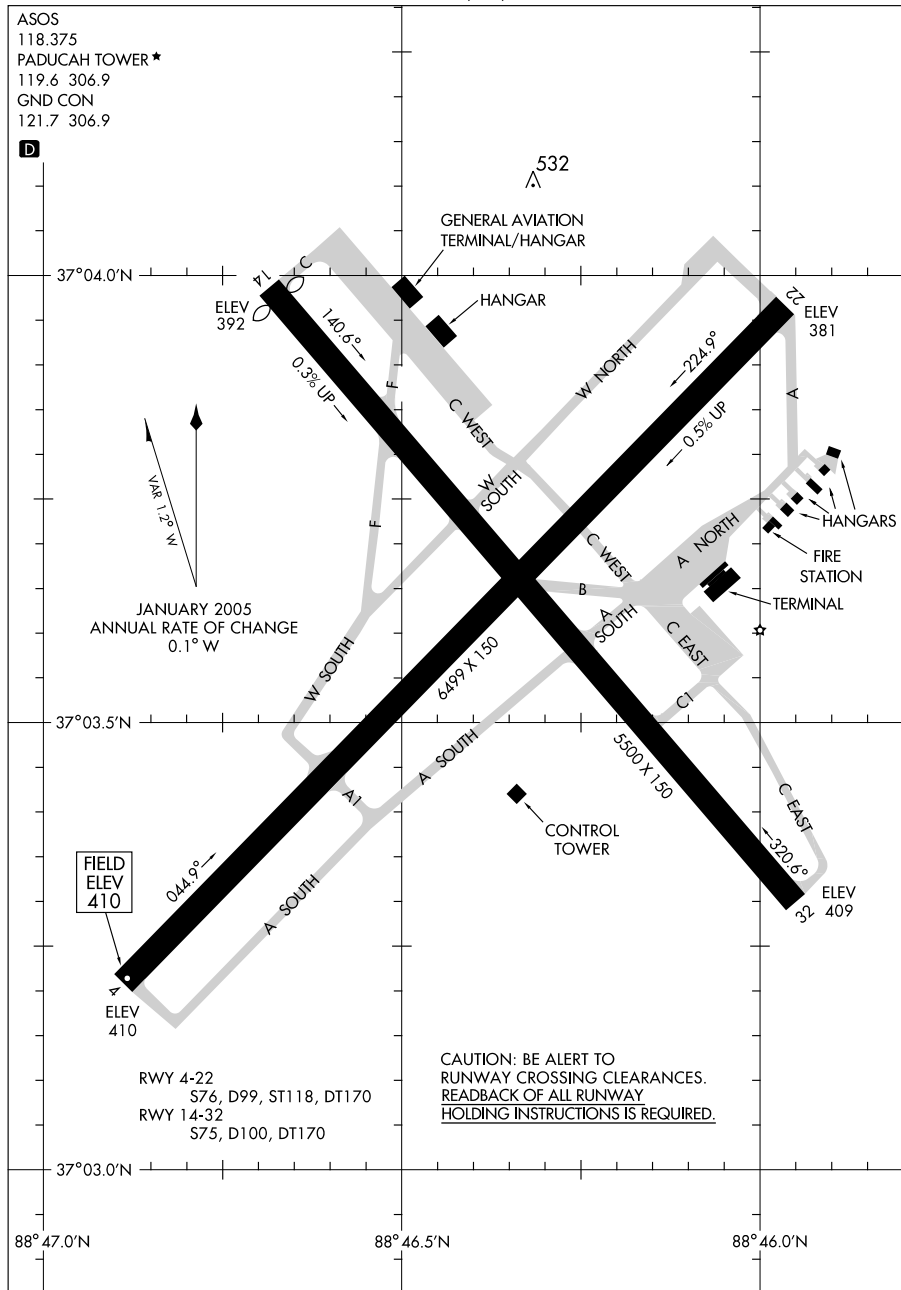 ASOS
118.375
PADUCAH TOWER★
119.6 306.9
GND CON
121.7 306.9
D
532
GENERAL AVIATION
TERMINAL/HANGAR
37°04.0'N
14
C
22
ELEV
392
HANGAR
ELEV
381
140.6°
0.3% UP
224.9°
0.5% UP
W NORTH
F
A
C WEST
VAR 1.2° W
W
SOUTH
F
HANGARS
A NORTH
C WEST
FIRE
STATION
B
A
SOUTH
TERMINAL
JANUARY 2005
ANNUAL RATE OF CHANGE
0.1° W
C EAST
W SOUTH
6499 X 150
C1
37°03.5'N
A SOUTH
5500 X 150
A1
C EAST
CONTROL
TOWER
FIELD
ELEV
410
044.9°
A SOUTH
320.6°
ELEV
409
32
4
ELEV
410
RWY 4-22
S76, D99, ST118, DT170
RWY 14-32
S75, D100, DT170
CAUTION: BE ALERT TO
RUNWAY CROSSING CLEARANCES.
READBACK OF ALL RUNWAY
HOLDING INSTRUCTIONS IS REQUIRED.
37°03.0'N
88°47.0'N
88°46.5'N
88°46.0'N